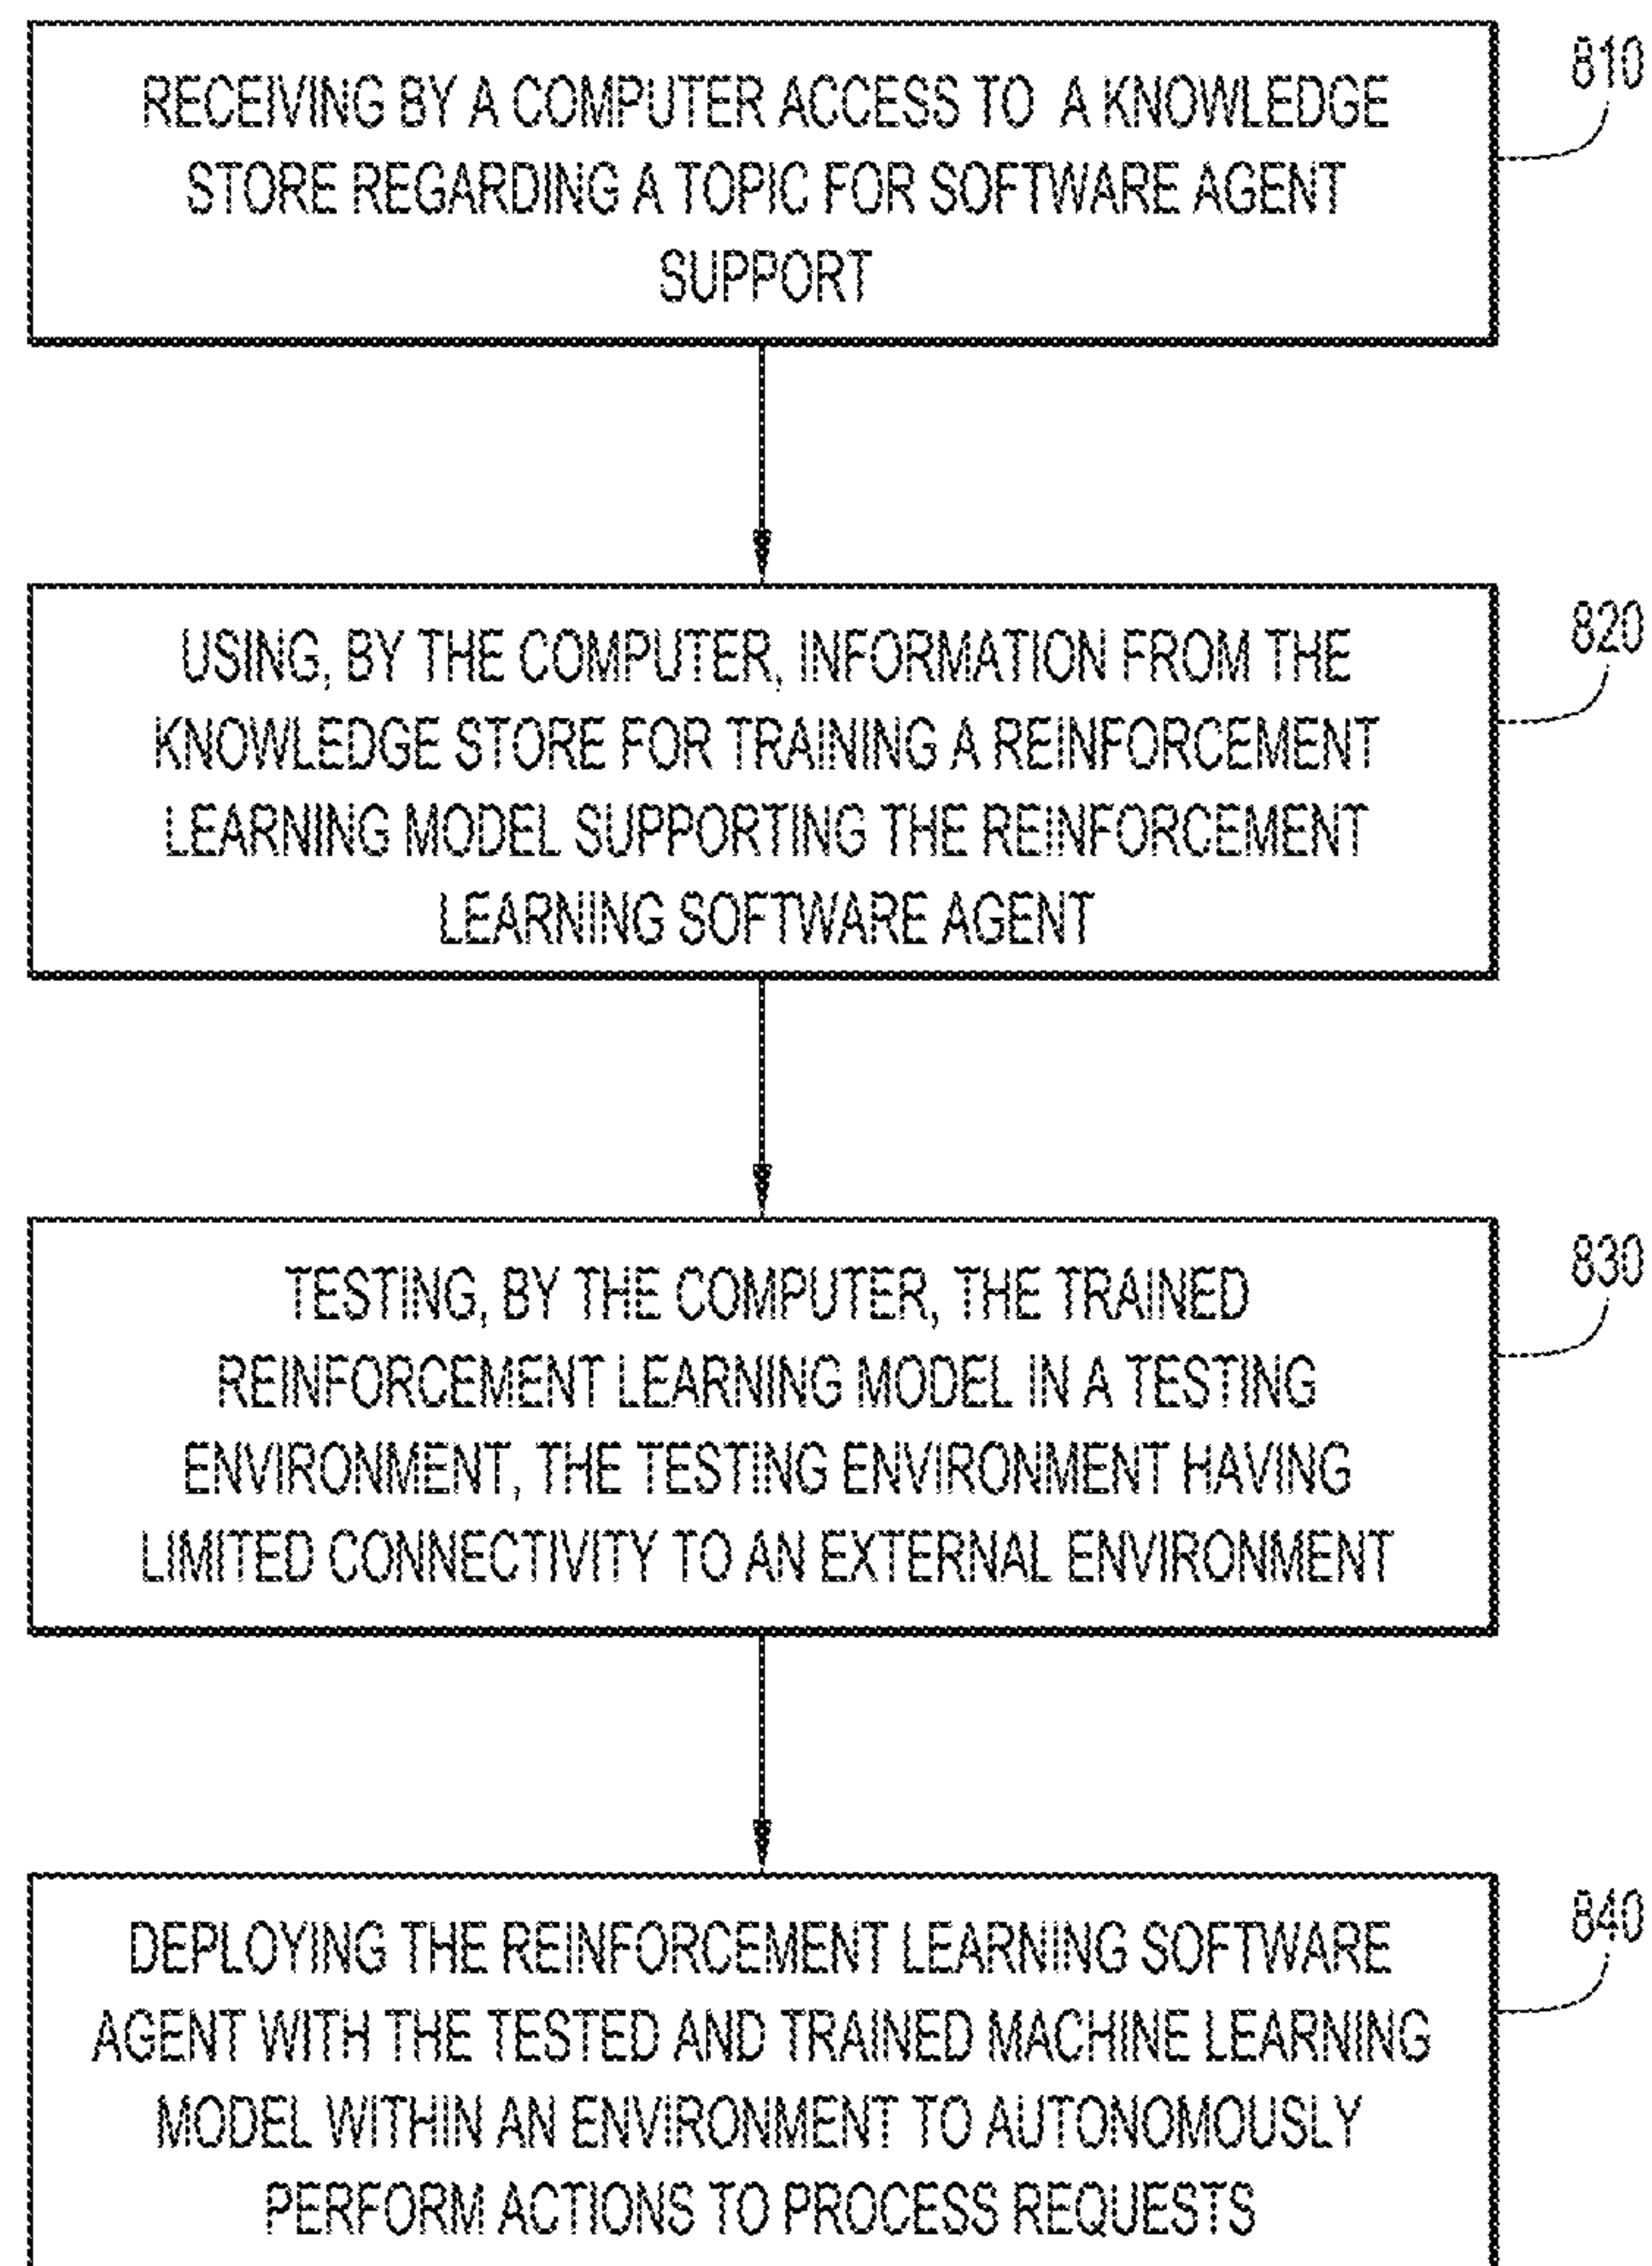 810
RECEIVING BY A COMPUTER ACCESS TO A KNOWLEDGE
STORE REGARDING A TOPIC FOR SOFTWARE AGENT
SUPPORT
820
USING, BY THE COMPUTER, INFORMATION FROM THE
KNOWLEDGE STORE FOR TRAINING A REINFORCEMENT
LEARNING MODEL SUPPORTING THE REINFORCEMENT
LEARNING SOFTWARE AGENT
830
TESTING, BY THE COMPUTER, THE TRAINED
REINFORCEMENT LEARNING MODEL IN A TESTING
ENVIRONMENT, THE TESTING ENVIRONMENT HAVING
LIMITED CONNECTIVITY TO AN EXTERNAL ENVIRONMENT
840
DEPLOYING THE REINFORCEMENT LEARNING SOFTWARE
AGENT WITH THE TESTED AND TRAINED MACHINE LEARNING
MODEL WITHIN AN ENVIRONMENT TO AUTONOMOUSLY
PERFORM ACTIONS TO PROCESS REQUESTS